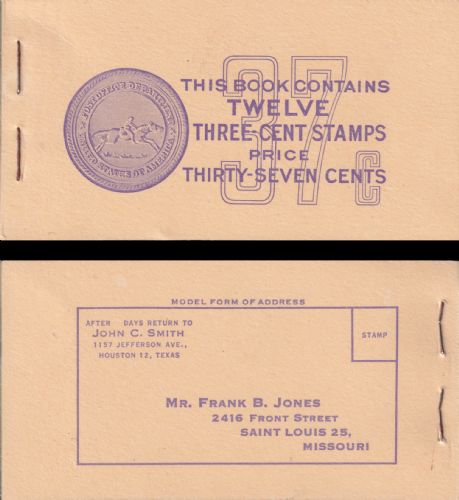 POST OFFICE DEPARTMENT
UNITED STATES OF AMERICA
37c
THIS BOOK CONTAINS
TWELVE
THREE-CENT STAMPS
PRICE
THIRTY-SEVEN CENTS
MODEL FORM OF ADDRESS
AFTER    DAYS RETURN TO
JOHN C. SMITH
1157 JEFFERSON AVE.,
HOUSTON 12, TEXAS
STAMP
MR. FRANK B. JONES
2416 FRONT STREET
SAINT LOUIS 25,
MISSOURI